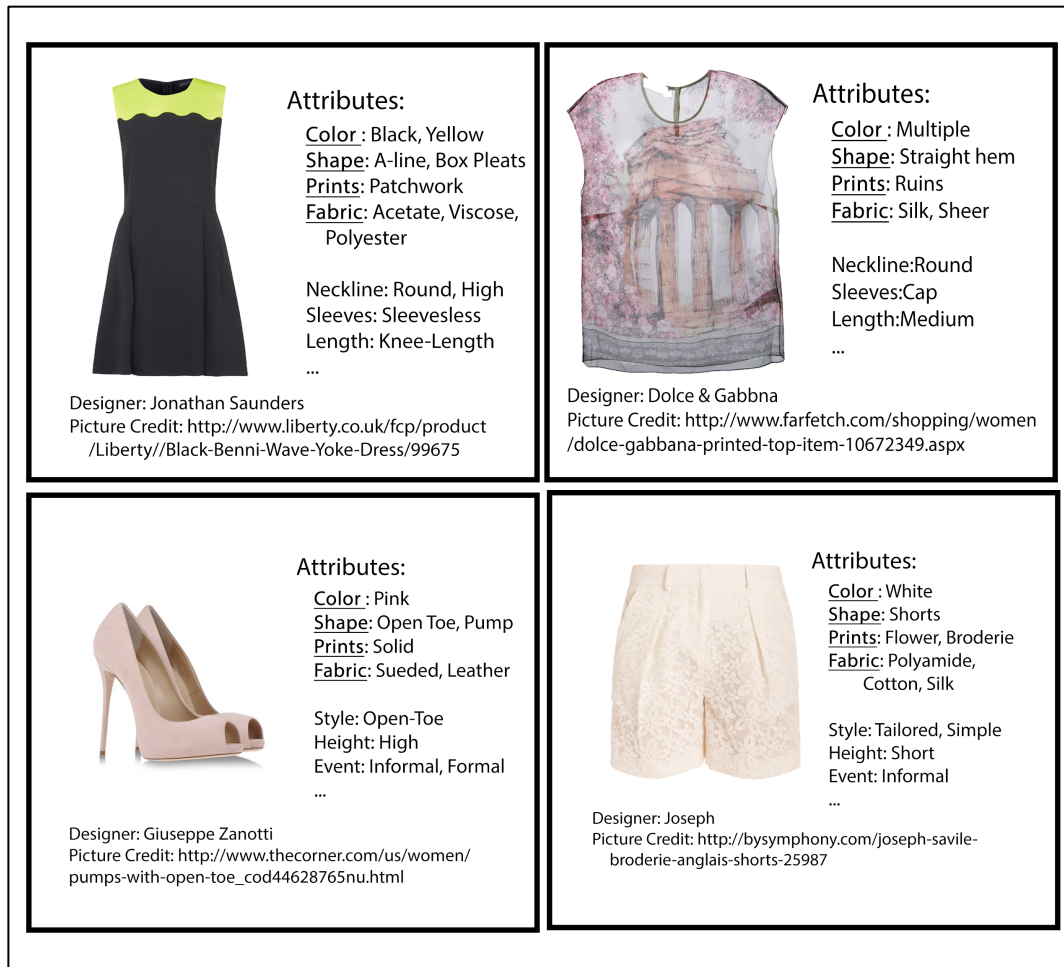 Attributes:
Color : Black, Yellow
Shape: A-line, Box Pleats
Prints: Patchwork
Fabric: Acetate, Viscose,
Polyester
Neckline: Round, High
Sleeves: Sleevesless
Length: Knee-Length
...
Designer: Jonathan Saunders
Picture Credit: http://www.liberty.co.uk/fcp/product
/Liberty//Black-Benni-Wave-Yoke-Dress/99675
Attributes:
Color : Multiple
Shape: Straight hem
Prints: Ruins
Fabric: Silk, Sheer
Neckline:Round
Sleeves:Cap
Length:Medium
...
Designer: Dolce & Gabbna
Picture Credit: http://www.farfetch.com/shopping/women
/dolce-gabbana-printed-top-item-10672349.aspx
Attributes:
Color : Pink
Shape: Open Toe, Pump
Prints: Solid
Fabric: Sueded, Leather
Style: Open-Toe
Height: High
Event: Informal, Formal
...
Designer: Giuseppe Zanotti
Picture Credit: http://www.thecorner.com/us/women/
pumps-with-open-toe_cod44628765nu.html
Attributes:
Color : White
Shape: Shorts
Prints: Flower, Broderie
Fabric: Polyamide,
Cotton, Silk
Style: Tailored, Simple
Height: Short
Event: Informal
...
Designer: Joseph
Picture Credit: http://bysymphony.com/joseph-savile-
broderie-anglais-shorts-25987